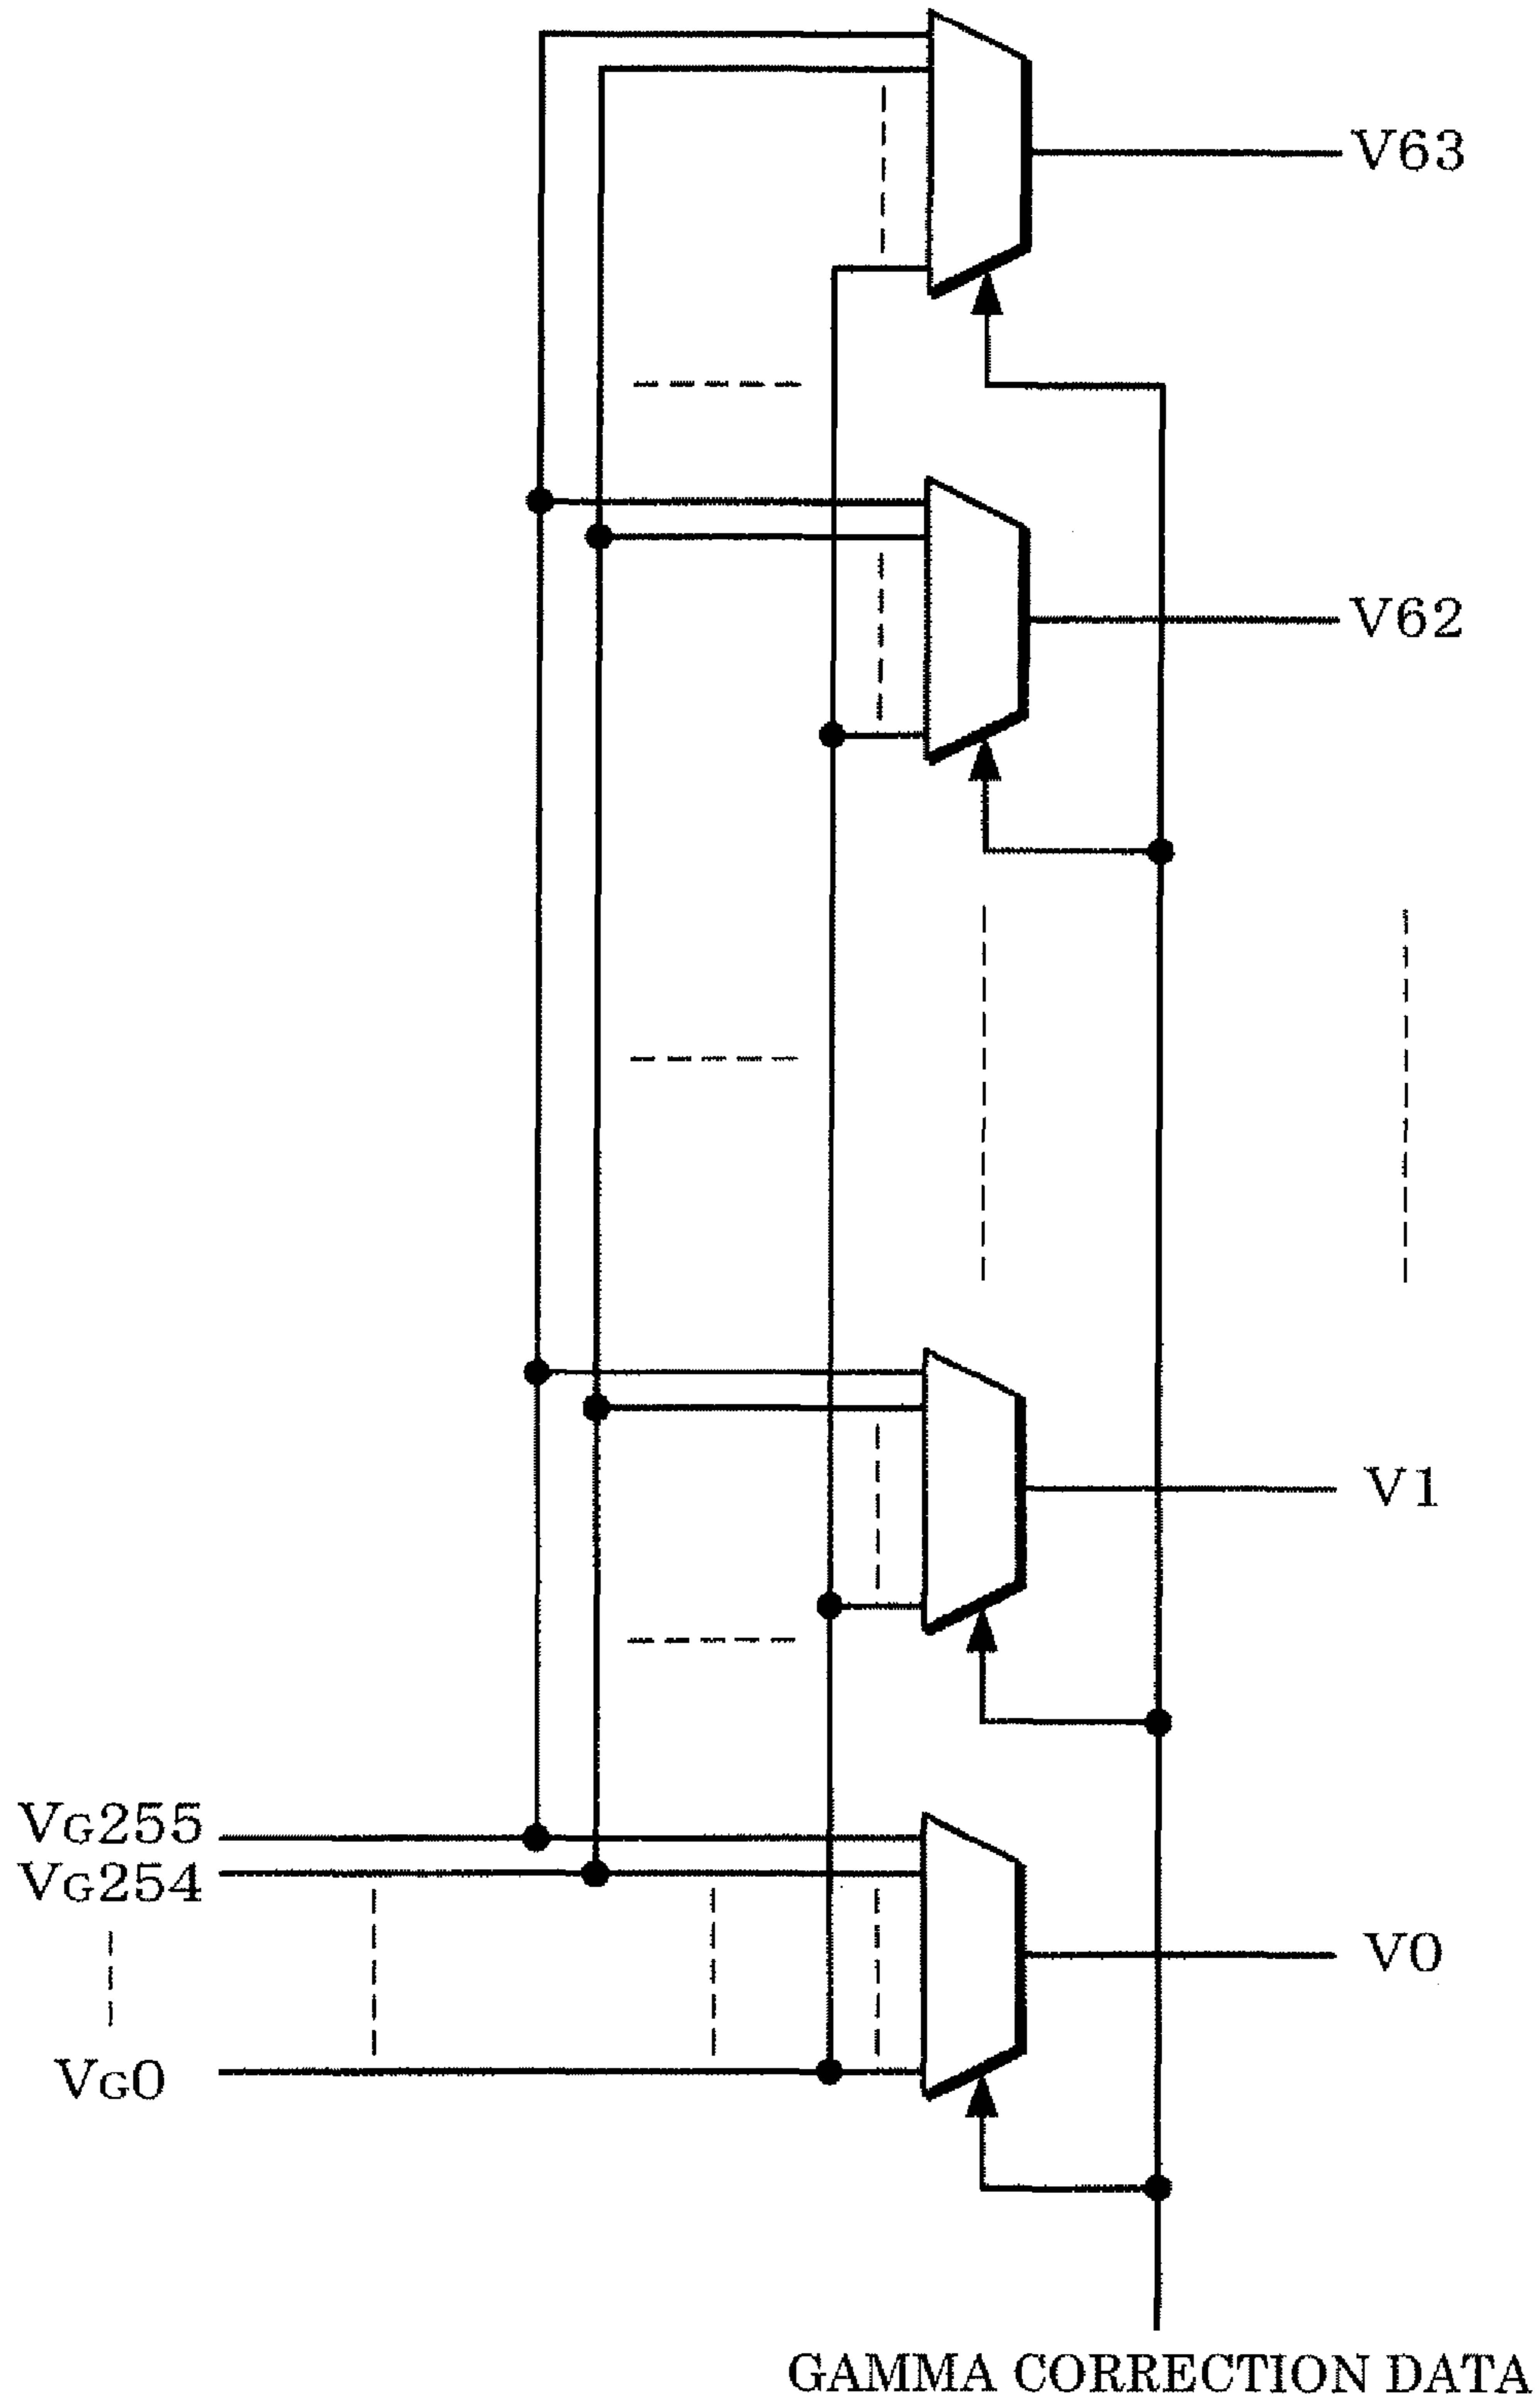 V63
V62
V1
VG255
VG254
V0
VG0
GAMMA CORRECTION DATA